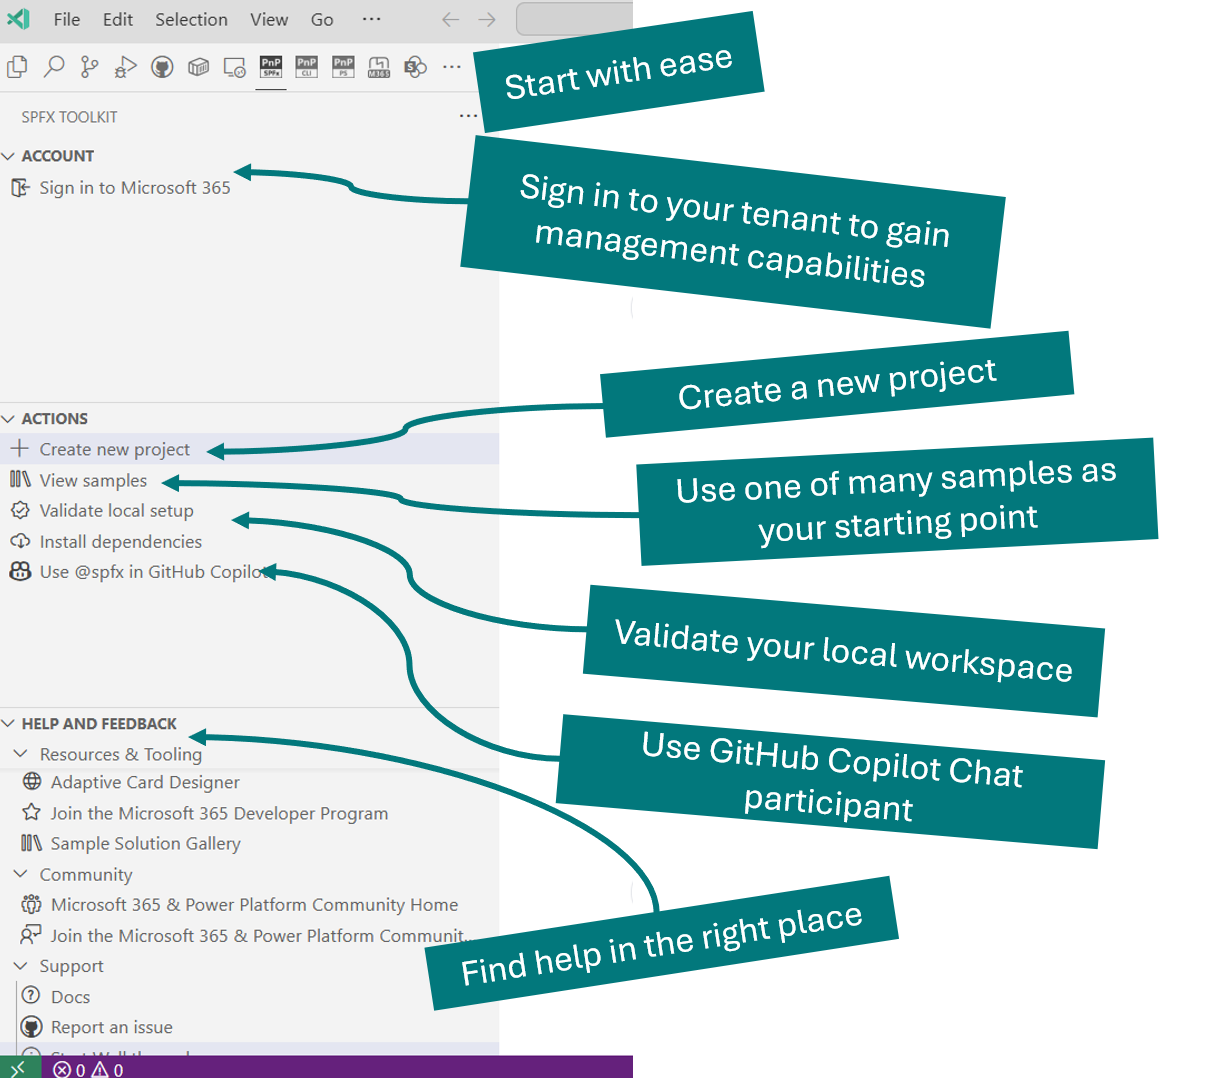 File Edit Selection View Go ...
PnP SPFx PnP CLI PnP PS M365 S ...
Start with ease
SPFX TOOLKIT ...
ACCOUNT
Sign in to Microsoft 365
Sign in to your tenant to gain
management capabilities
Create a new project
ACTIONS
Create new project
View samples
Use one of many samples as
your starting point
Validate local setup
Install dependencies
Use @spfx in GitHub Copilot
Validate your local workspace
HELP AND FEEDBACK
Use GitHub Copilot Chat
participant
Resources & Tooling
Adaptive Card Designer
Join the Microsoft 365 Developer Program
Sample Solution Gallery
Community
Microsoft 365 & Power Platform Community Home
Join the Microsoft 365 & Power Platform Communit...
Find help in the right place
Support
Docs
Report an issue
0 0